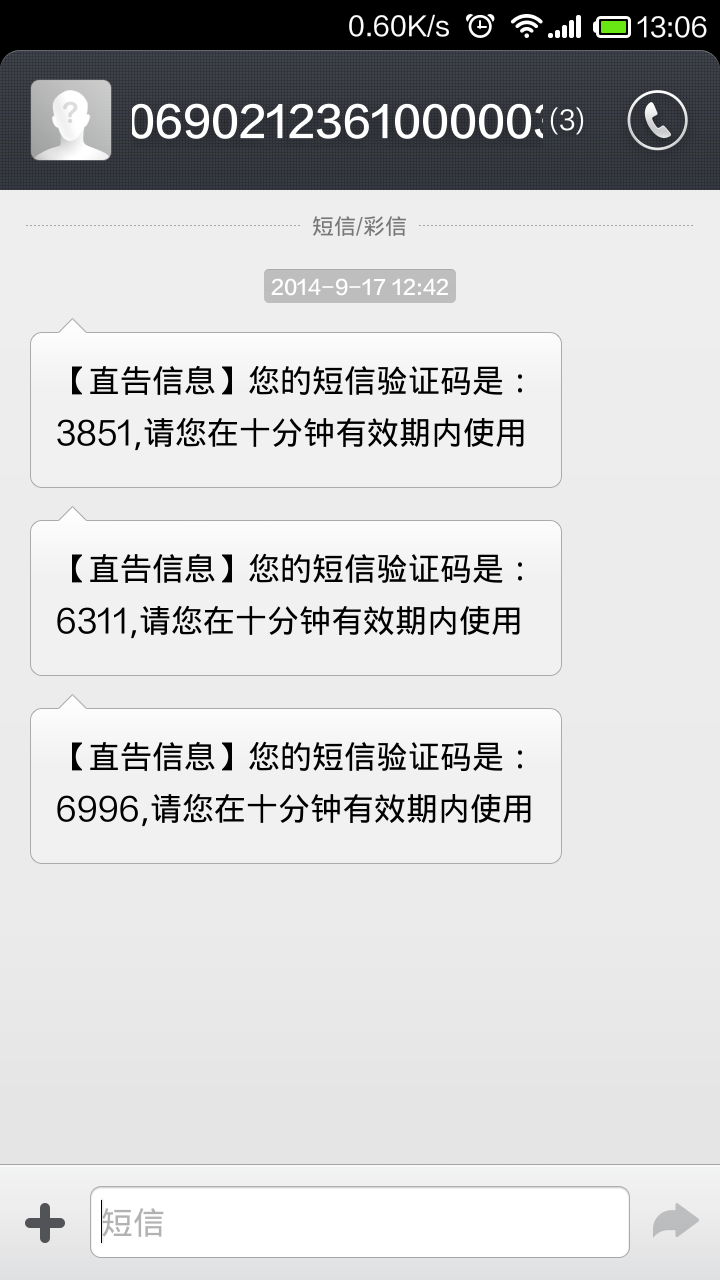 0.60K/s 13:06
069021236100000 (3)
短信/彩信
2014-9-17 12:42
【直告信息】您的短信验证码是：
3851,请您在十分钟有效期内使用
【直告信息】您的短信验证码是：
6311,请您在十分钟有效期内使用
【直告信息】您的短信验证码是：
6996,请您在十分钟有效期内使用
短信